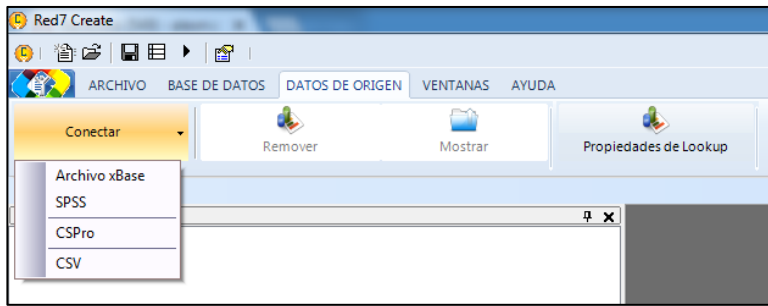 Red7 Create
ARCHIVO BASE DE DATOS DATOS DE ORIGEN VENTANAS AYUDA
Conectar
Remover
Mostrar
Propiedades de Lookup
Archivo xBase
SPSS
CSPro
CSV